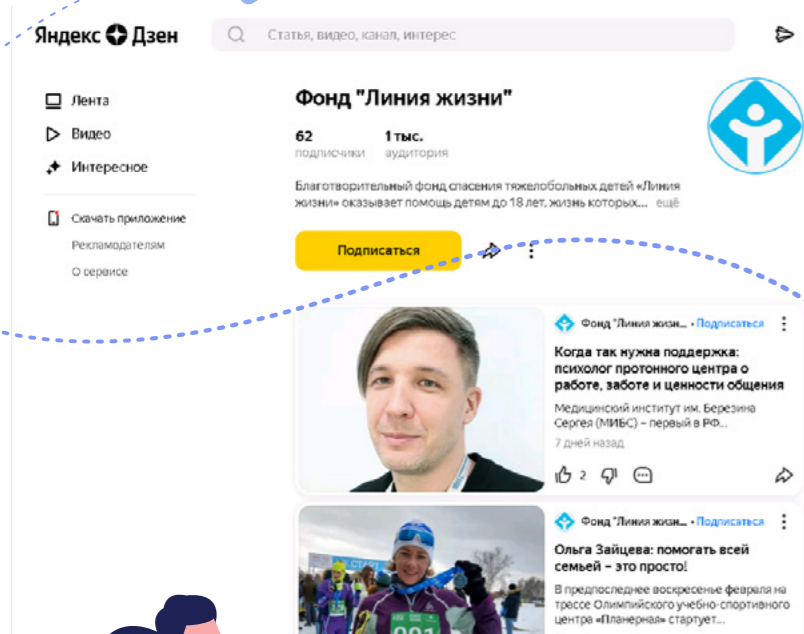 Яндекс Дзен
Статья, видео, канал, интерес
Лента
Видео
Интересное
Скачать приложение
Рекламодателям
О сервисе
Фонд "Линия жизни"
62 1 тыс.
подписчики аудитория
Благотворительный фонд спасения тяжелобольных детей «Линия
жизни» оказывает помощь детям до 18 лет, жизнь которых... ещё
Подписаться
Фонд "Линия жизн... • Подписаться
Когда так нужна поддержка:
психолог протонного центра о
работе, заботе и ценности общения
Медицинский институт им. Березина
Сергея (МИБС) – первый в РФ...
7 дней назад
2
Фонд "Линия жизн... • Подписаться
Ольга Зайцева: помогать всей
семьей – это просто!
В предпоследнее воскресенье февраля на
трассе Олимпийского учебно-спортивного
центра «Планерная» стартует...
СТАРТ
001